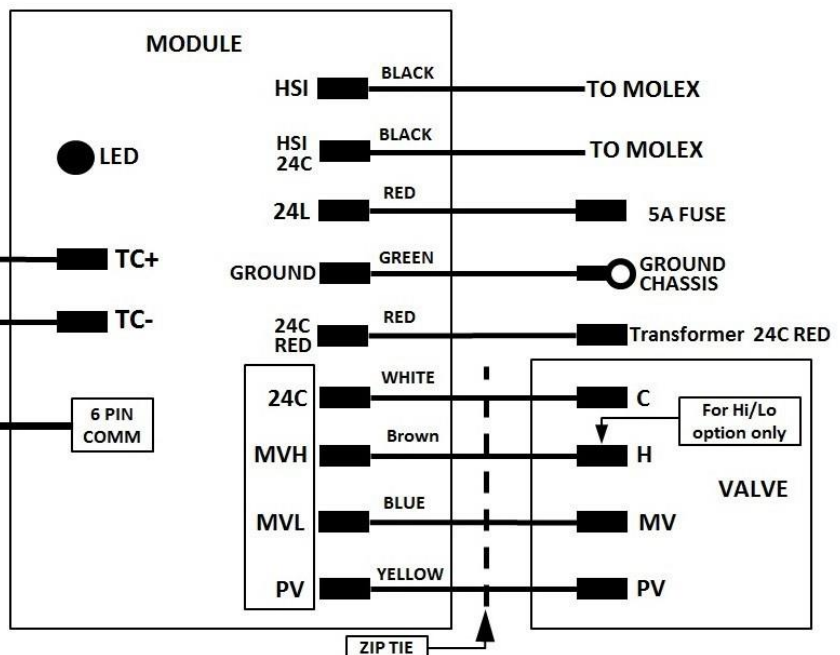 MODULE
HSI
BLACK
TO MOLEX
LED
HSI
24C
BLACK
TO MOLEX
24L
RED
5A FUSE
TC+
GROUND
GREEN
GROUND
CHASSIS
TC-
24C
RED
RED
Transformer 24C RED
6 PIN
COMM
24C
WHITE
C
For Hi/Lo
option only
MVH
Brown
H
VALVE
MVL
BLUE
MV
PV
YELLOW
PV
ZIP TIE